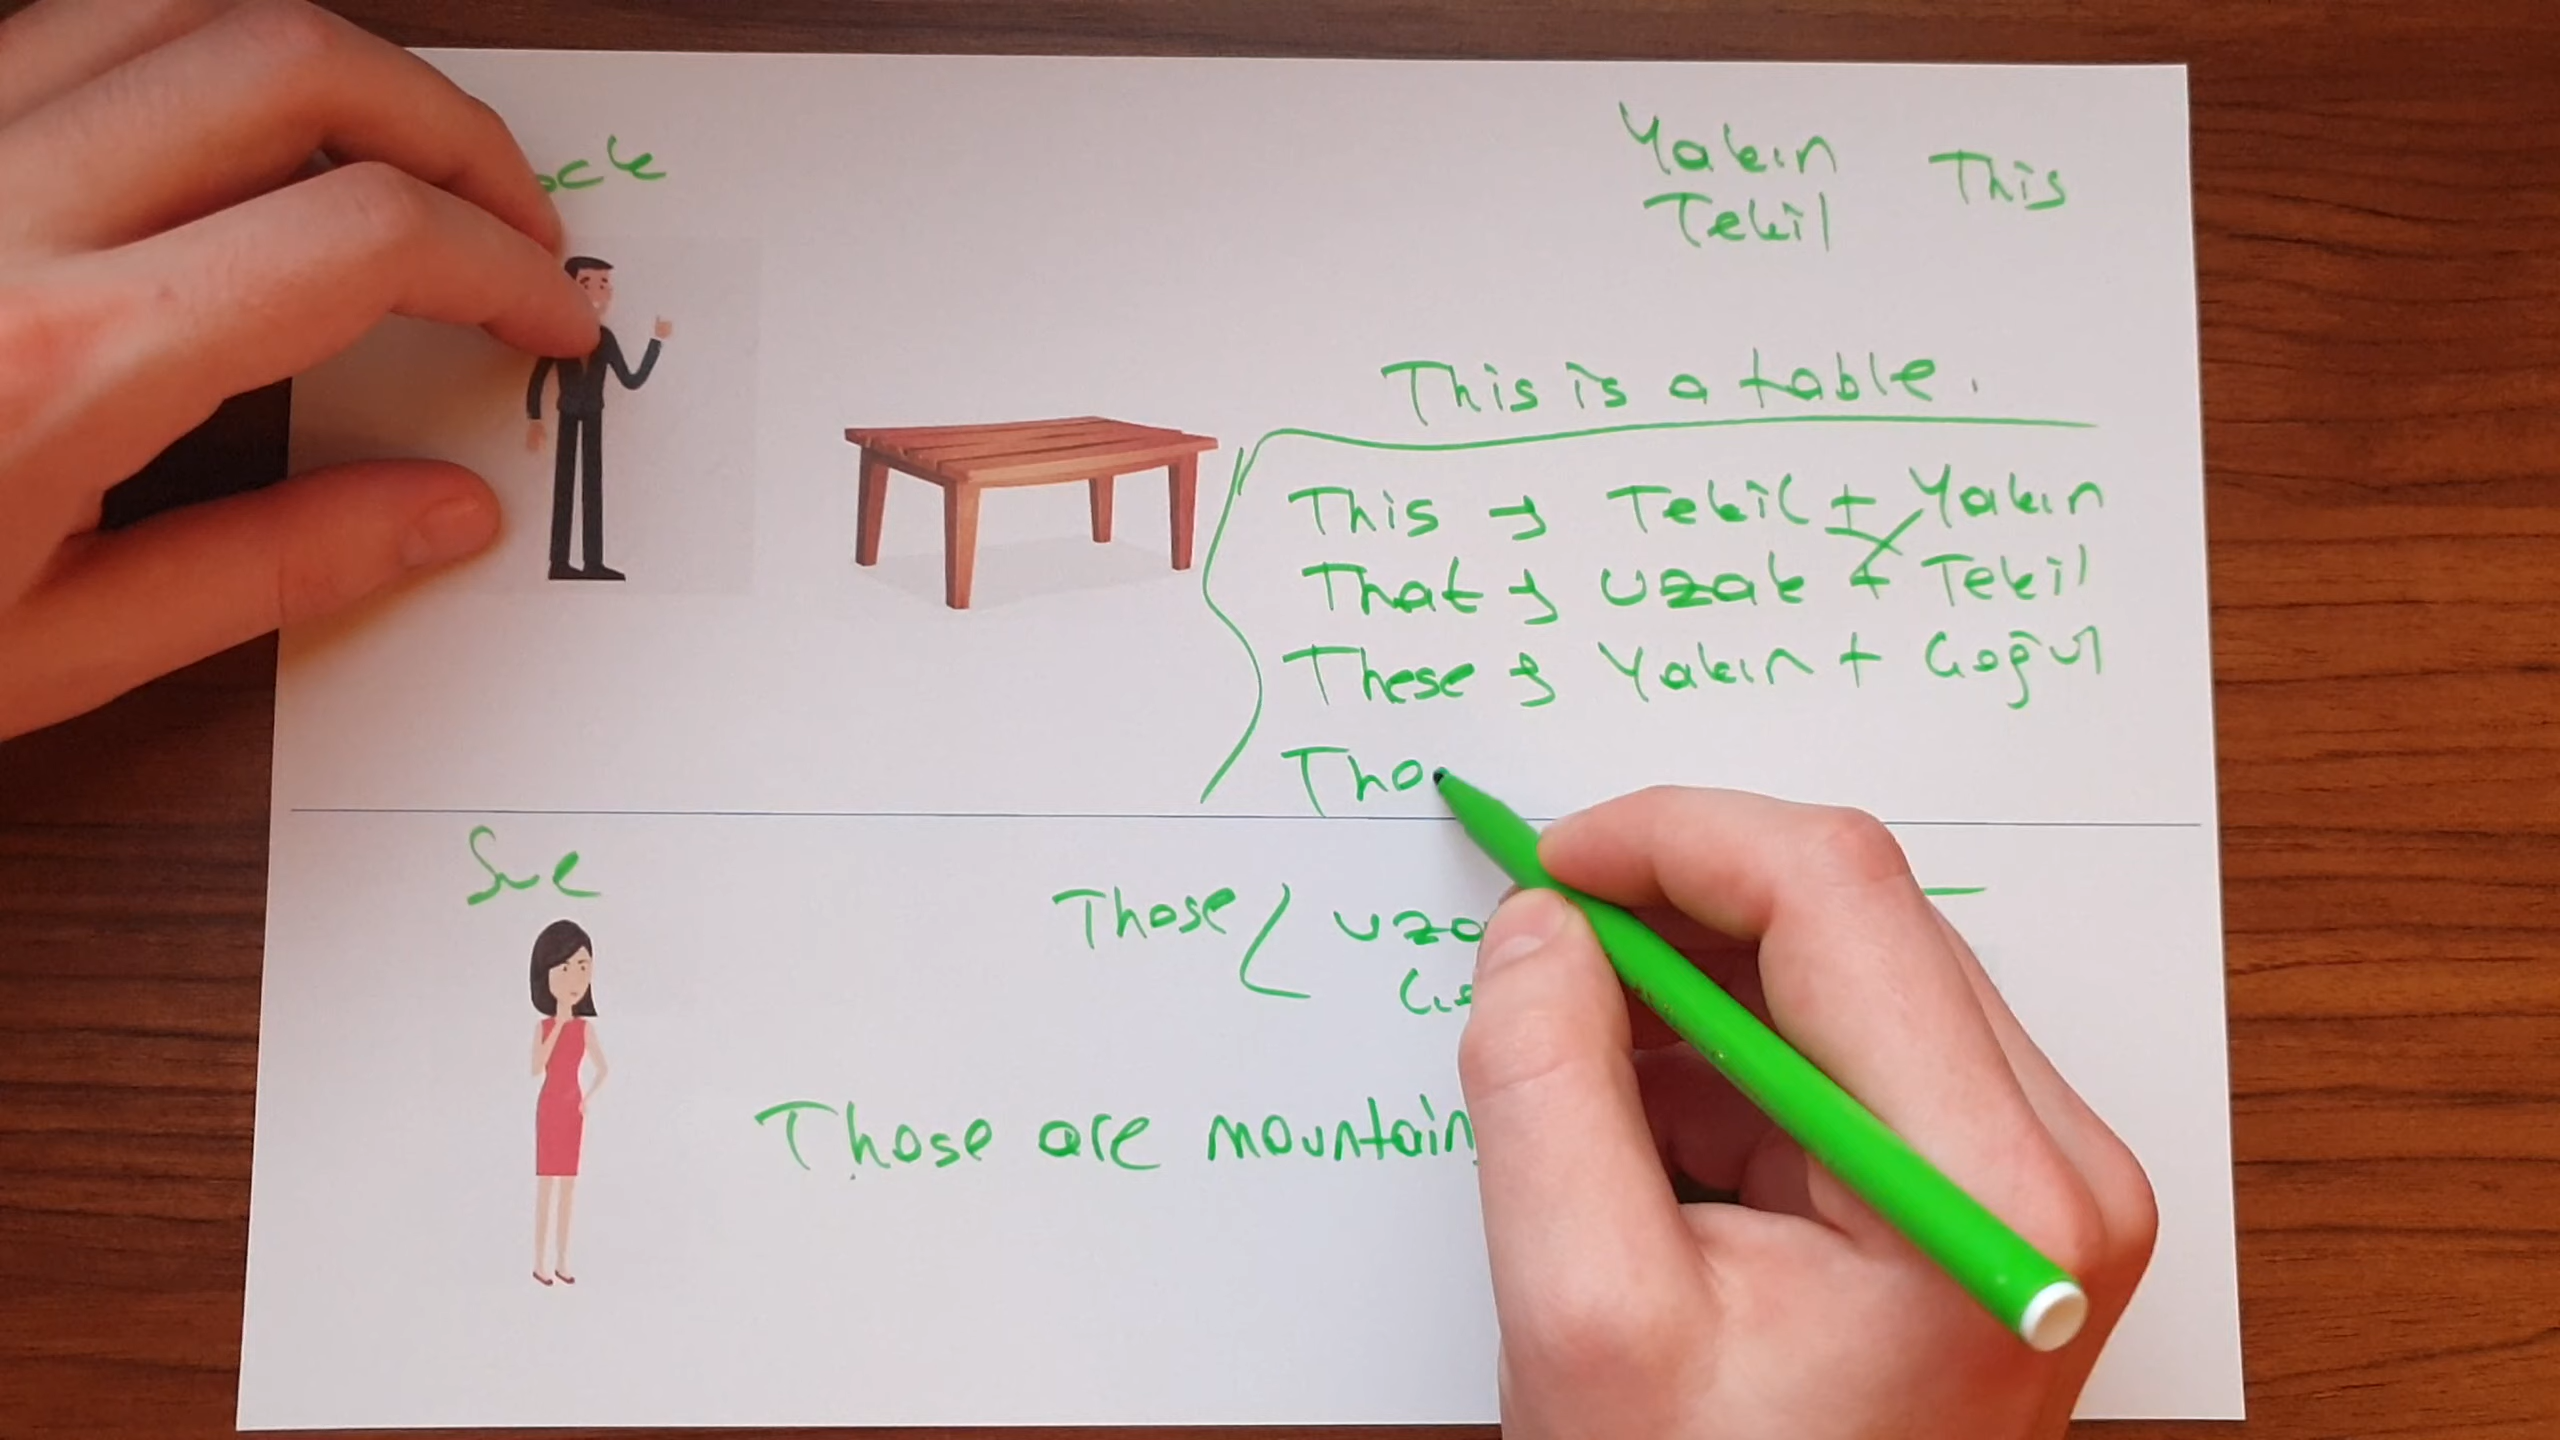 Yakın
Tekil
This
This is a table.
This → Tekil + Yakın
That → uzak + Tekil
These → Yakın + Çoğul
Tho
Sue
Those
Those are mountain